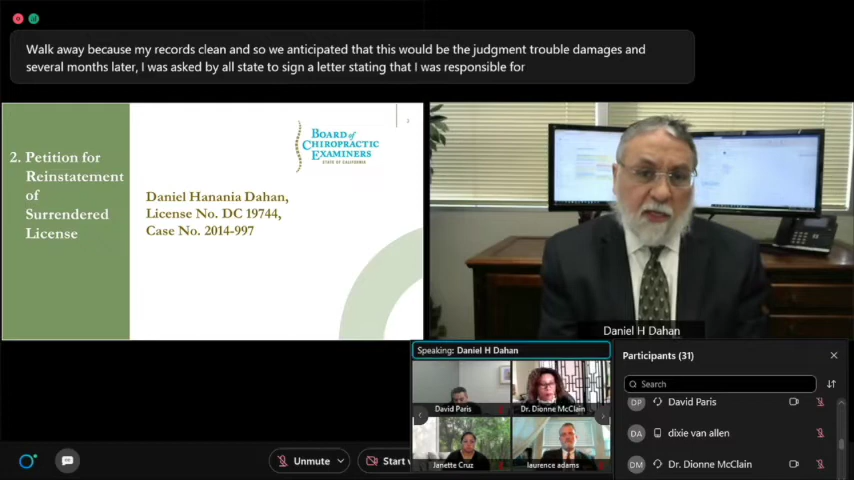 Walk away because my records clean and so we anticipated that this would be the judgment trouble damages and
several months later, I was asked by all state to sign a letter stating that I was responsible for
2. Petition for
Reinstatement
of
Surrendered
License
BOARD of
CHIROPRACTIC
EXAMINERS
STATE OF CALIFORNIA
3
Daniel Hanania Dahan,
License No. DC 19744,
Case No. 2014-997
Daniel H Dahan
Speaking: Daniel H Dahan
David Paris
Dr. Dionne McClain
Janette Cruz
laurence adams
Participants (31)
Search
DP David Paris
DA dixie van allen
DM Dr. Dionne McClain
Unmute
Start